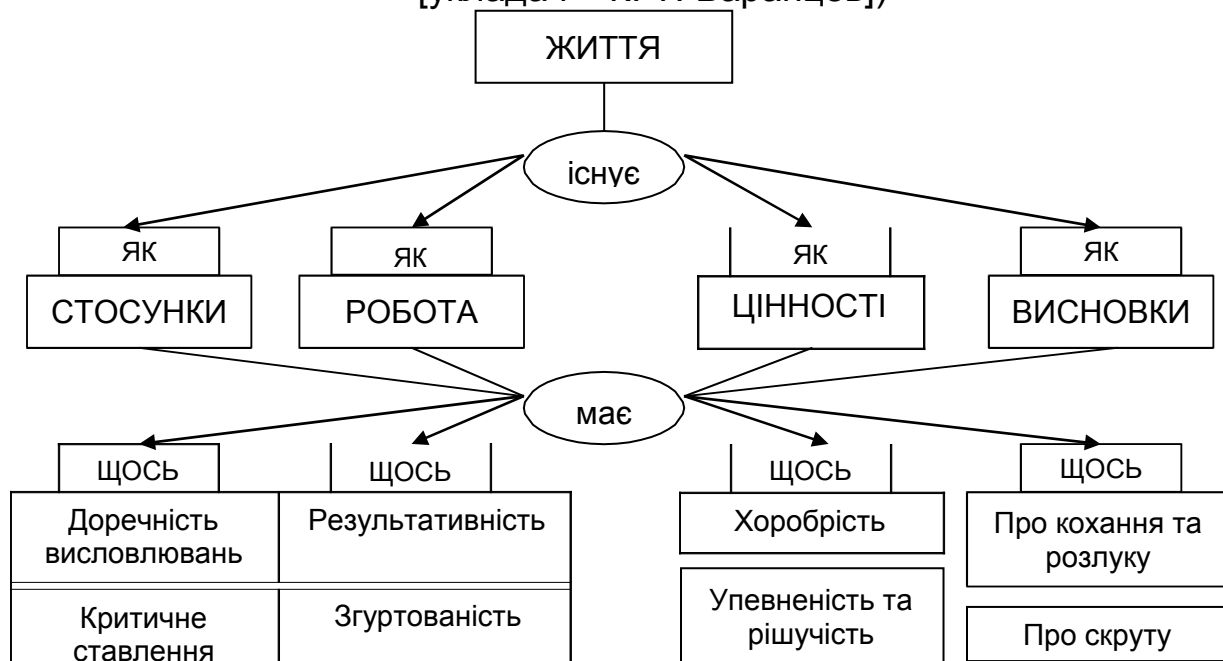 ЖИТТЯ
існує
ЯК
ЯК
ЯК
ЯК
СТОСУНКИ
РОБОТА
ЦІННОСТІ
ВИСНОВКИ
має
ЩОСЬ
ЩОСЬ
ЩОСЬ
ЩОСЬ
Доречність
висловлювань
Результативність
Хоробрість
Про кохання та
розлуку
Критичне
ставлення
Згуртованість
Упевненість та
рішучість
Про скруту